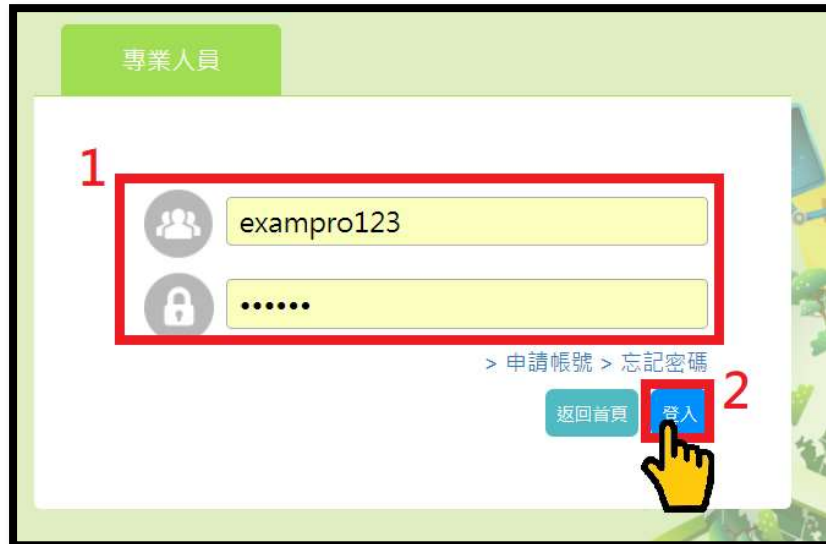 專業人員
1
exampro123
••••••
> 申請帳號 > 忘記密碼
返回首頁
登入
2